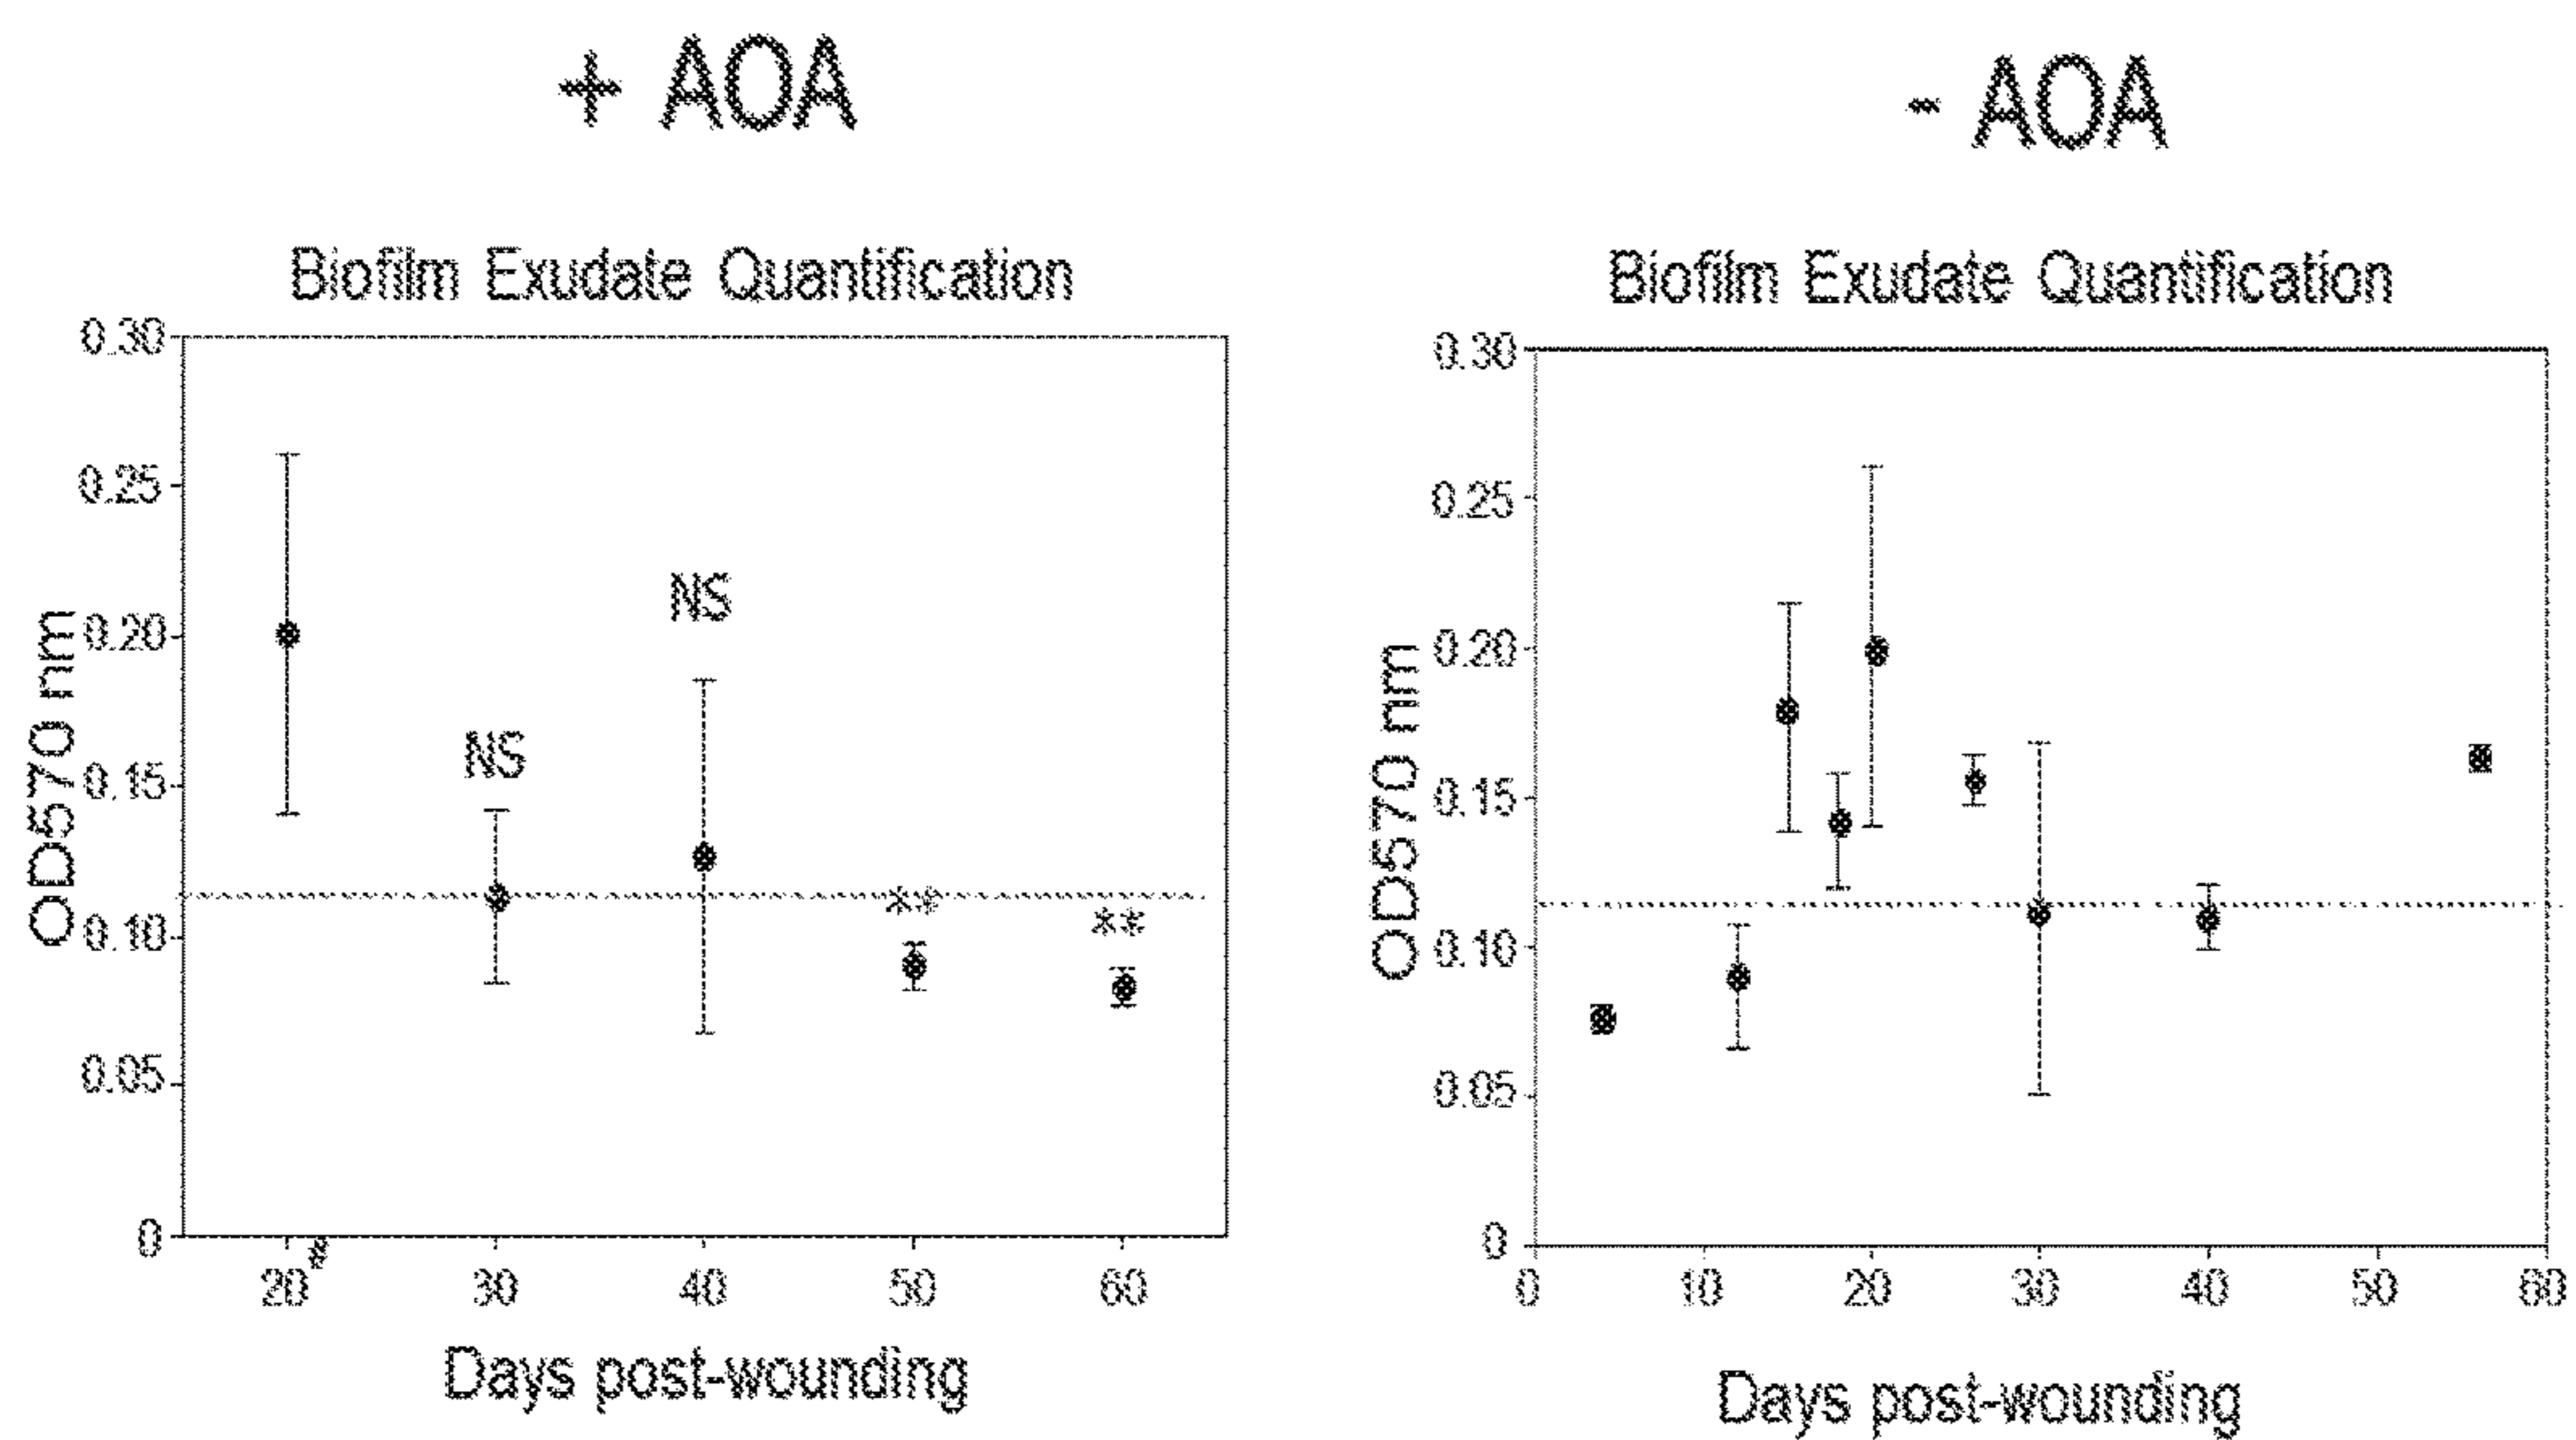 + AOA
Biofilm Exudate Quantification
OD570 nm
0.30
0.25
0.20
0.15
0.10
0.05
0
NS
NS
**
**
20# 30 40 50 60
Days post-wounding
- AOA
Biofilm Exudate Quantification
OD570 nm
0.30
0.25
0.20
0.15
0.10
0.05
0
0 10 20 30 40 50 60
Days post-wounding